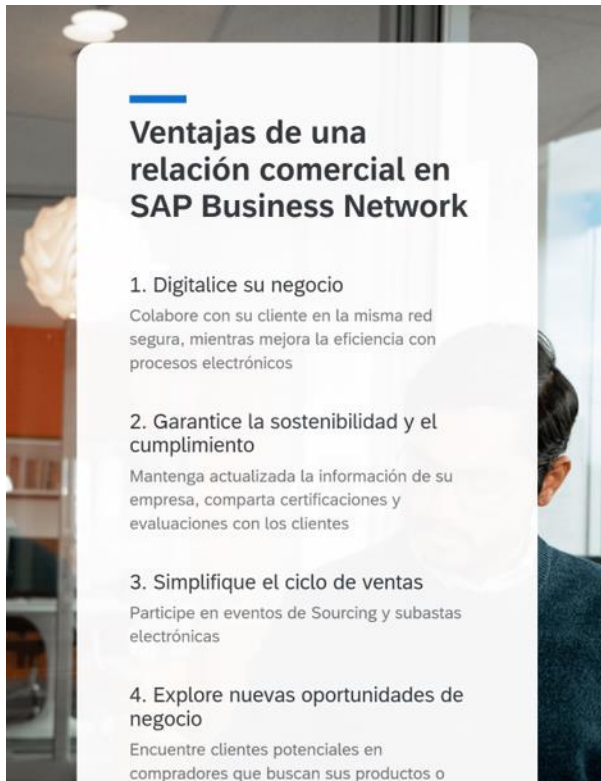 Ventajas de una
relación comercial en
SAP Business Network
1. Digitalice su negocio
Colabore con su cliente en la misma red
segura, mientras mejora la eficiencia con
procesos electrónicos
2. Garantice la sostenibilidad y el
cumplimiento
Mantenga actualizada la información de su
empresa, comparta certificaciones y
evaluaciones con los clientes
3. Simplifique el ciclo de ventas
Participe en eventos de Sourcing y subastas
electrónicas
4. Explore nuevas oportunidades de
negocio
Encuentre clientes potenciales en
compradores que buscan sus productos o